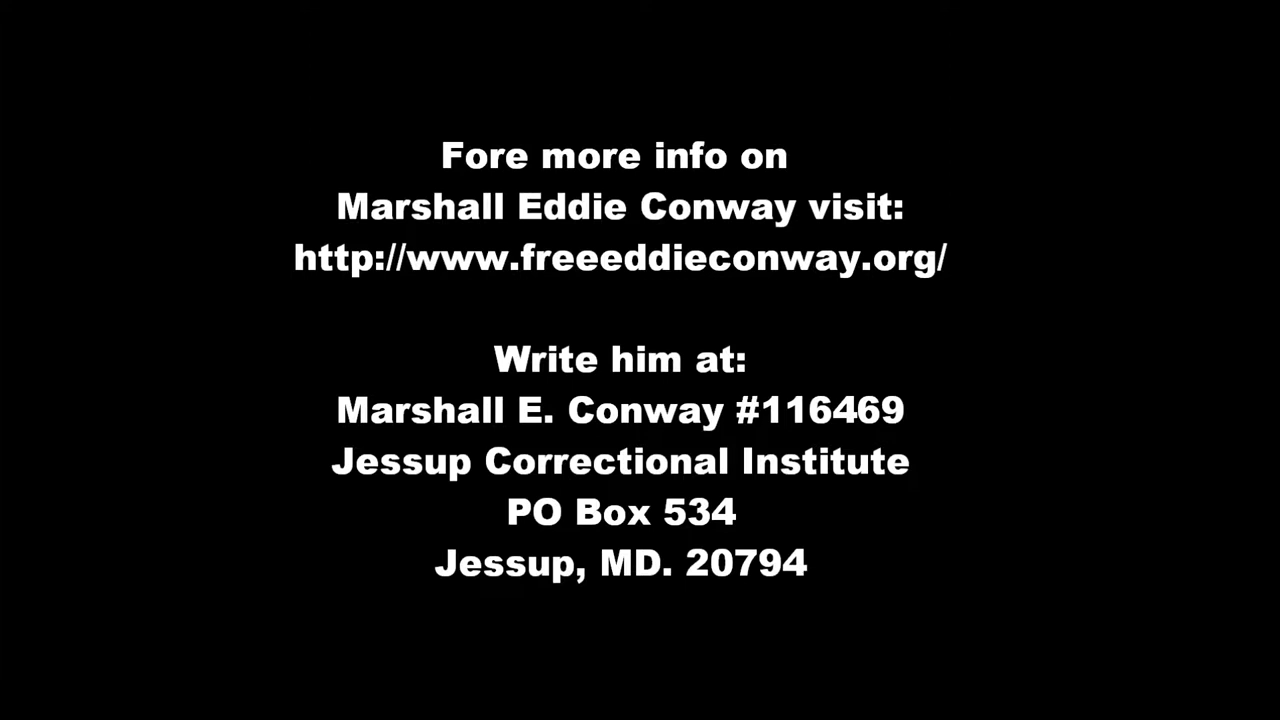 Fore more info on
Marshall Eddie Conway visit:
http://www.freeeddieconway.org/
Write him at:
Marshall E. Conway #116469
Jessup Correctional Institute
PO Box 534
Jessup, MD. 20794